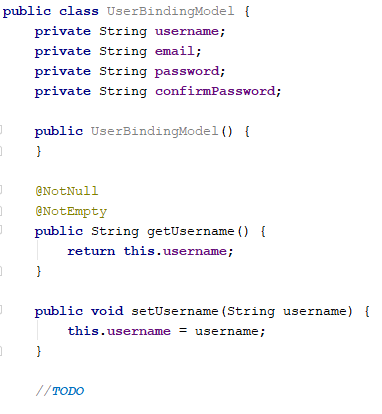 public class UserBindingModel {
    private String username;
    private String email;
    private String password;
    private String confirmPassword;

    public UserBindingModel() {
    }

    @NotNull
    @NotEmpty
    public String getUsername() {
        return this.username;
    }

    public void setUsername(String username) {
        this.username = username;
    }

    //TODO